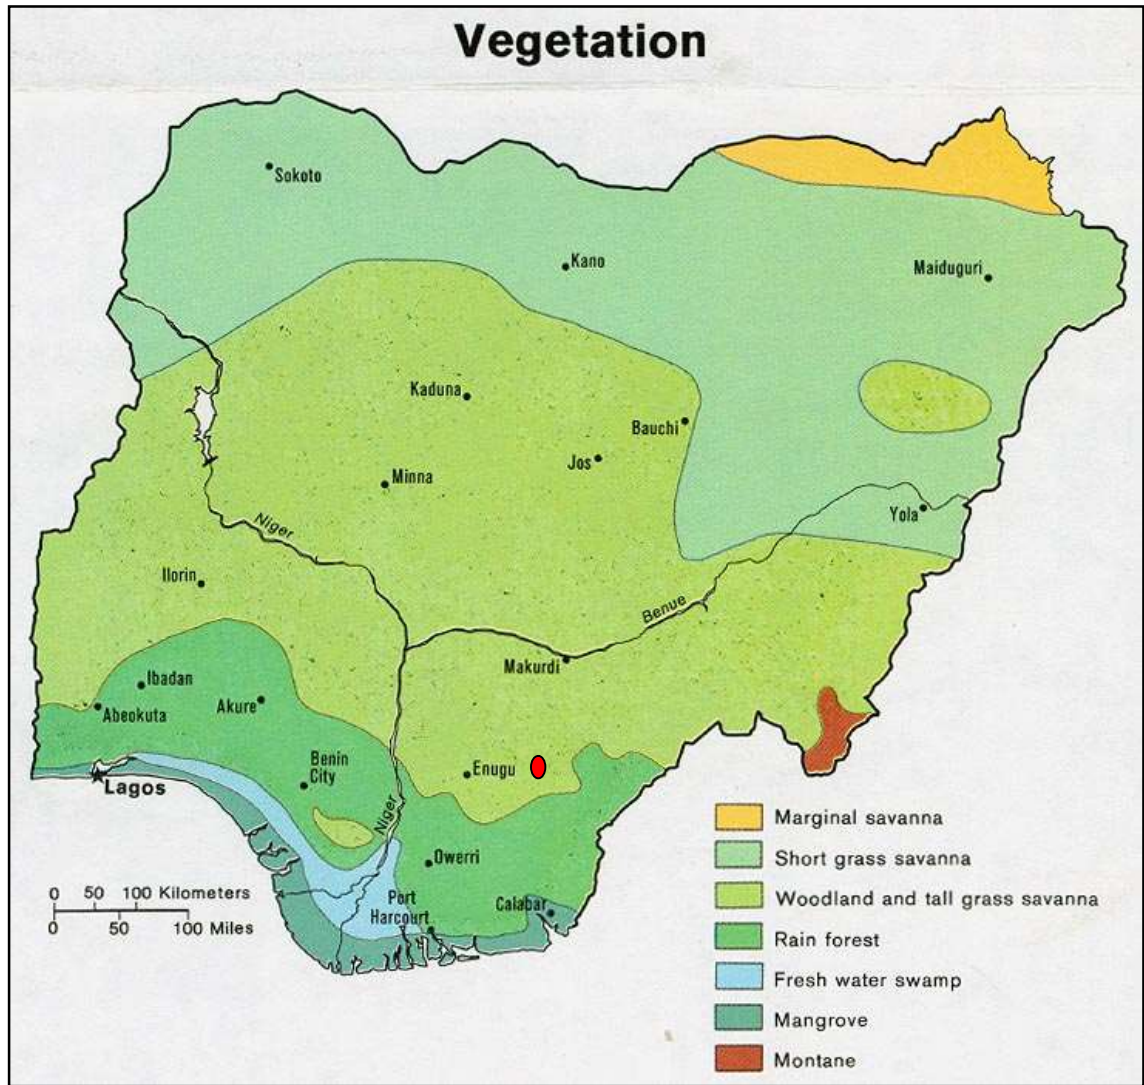 Vegetation
Sokoto
Kano
Maiduguri
Kaduna
Bauchi
Jos
Minna
Yola
Niger
Ilorin
Benue
Makurdi
Ibadan
Abeokuta
Akure
Benin
City
Enugu
Lagos
Niger
Owerri
Port
Harcourt
Calabar
0 50 100 Kilometers
0 50 100 Miles
Marginal savanna
Short grass savanna
Woodland and tall grass savanna
Rain forest
Fresh water swamp
Mangrove
Montane